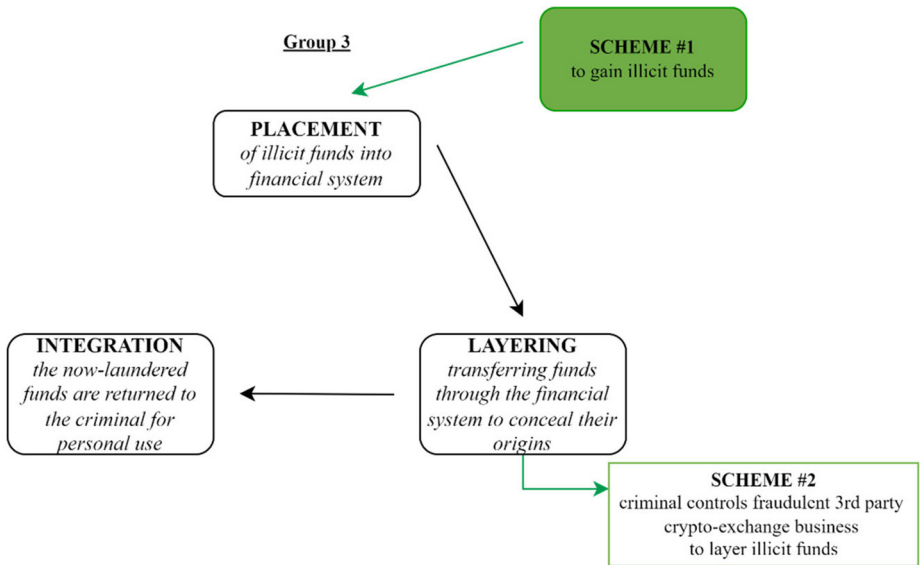 Group 3
SCHEME #1
to gain illicit funds
PLACEMENT
of illicit funds into
financial system
INTEGRATION
the now-laundered
funds are returned to
the criminal for
personal use
LAYERING
transferring funds
through the financial
system to conceal their
origins
SCHEME #2
criminal controls fraudulent 3rd party
crypto-exchange business
to layer illicit funds